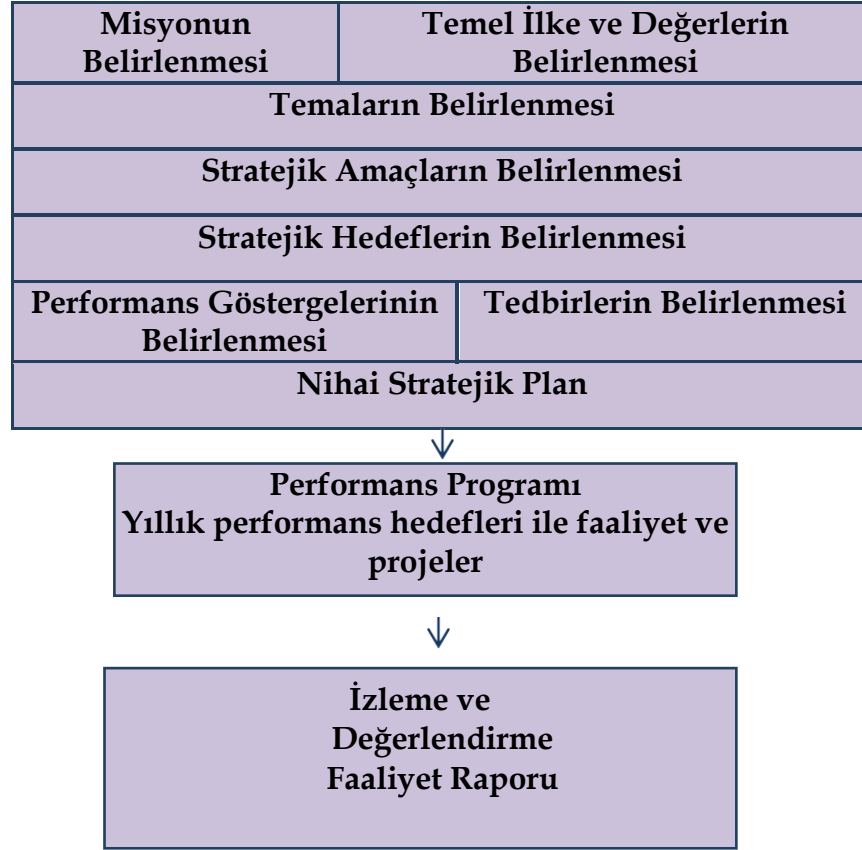 Misyonun
Belirlenmesi
Temel İlke ve Değerlerin
Belirlenmesi
Temaların Belirlenmesi
Stratejik Amaçların Belirlenmesi
Stratejik Hedeflerin Belirlenmesi
Performans Göstergelerinin
Belirlenmesi
Tedbirlerin Belirlenmesi
Nihai Stratejik Plan
Performans Programı
Yıllık performans hedefleri ile faaliyet ve
projeler
İzleme ve
Değerlendirme
Faaliyet Raporu